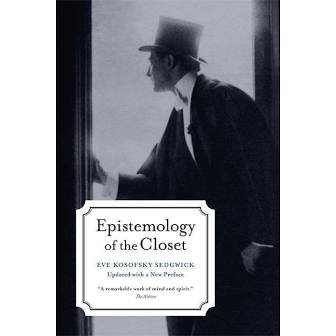 Epistemology
of the Closet
EVE KOSOFSKY SEDGWICK
Updated with a New Preface
"A remarkable work of mind and spirit."
The Nation